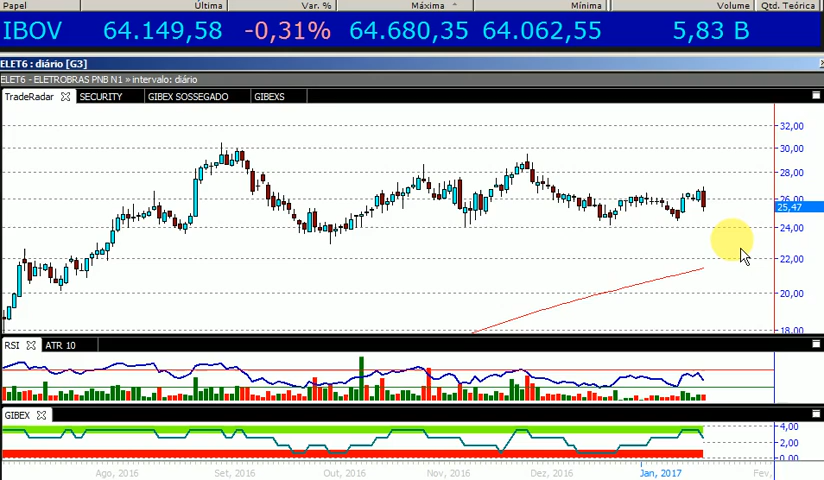 Papel Última Var. % Máxima Mínima Volume Qtd. Teórica
IBOV 64.149,58 -0,31% 64.680,35 64.062,55 5,83 B
ELET6 : diário [G3]
ELET6 - ELETROBRAS PNB N1 » intervalo: diário
TradeRadar SECURITY GIBEX SOSSEGADO GIBEXS
32,00
30,00
28,00
26,00
25,47
24,00
22,00
20,00
18,00
RSI ATR 10
GIBEX
4,00
2,00
0,00
Ago, 2016 Set, 2016 Out, 2016 Nov, 2016 Dez, 2016 Jan, 2017 Fev,